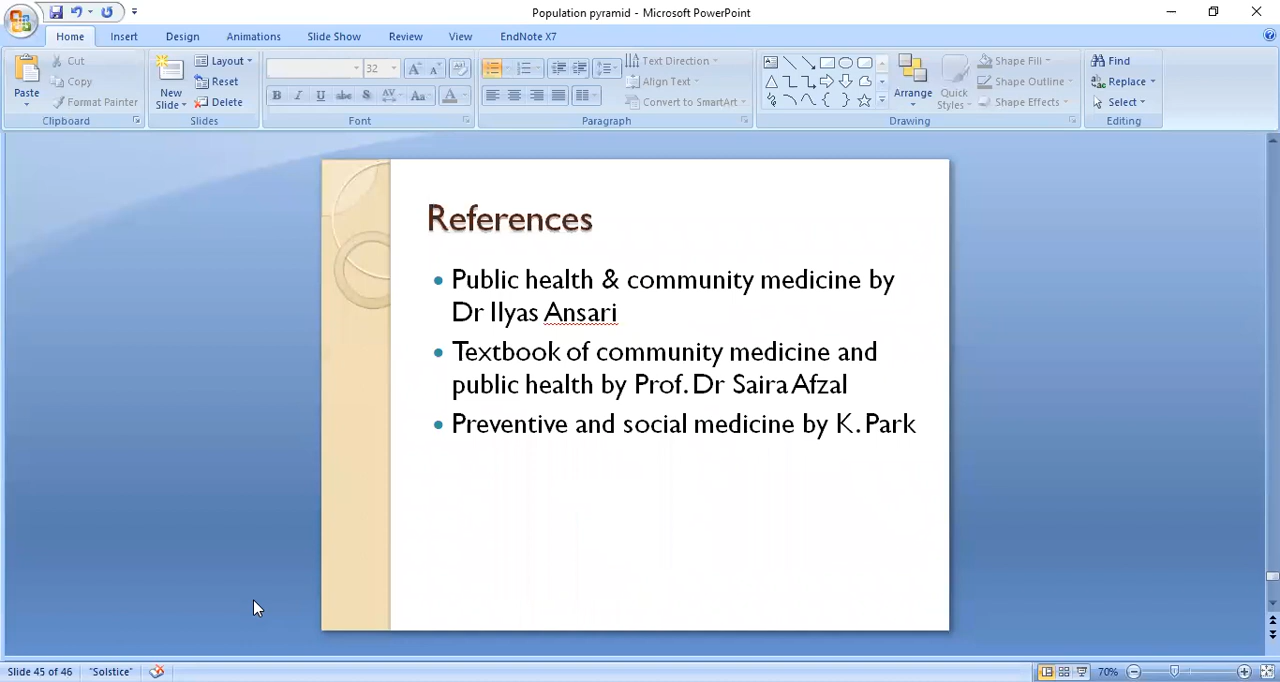 Population pyramid - Microsoft PowerPoint
Home Insert Design Animations Slide Show Review View EndNote X7
Paste
Cut
Copy
Format Painter
Clipboard
New Slide
Layout
Reset
Delete
Slides
32
B I U abc S AV Aa A
Font
Text Direction
Align Text
Convert to SmartArt
Paragraph
Arrange
Quick Styles
Shape Fill
Shape Outline
Shape Effects
Drawing
Find
Replace
Select
Editing
References
• Public health & community medicine by
Dr Ilyas Ansari
• Textbook of community medicine and
public health by Prof. Dr Saira Afzal
• Preventive and social medicine by K. Park
Slide 45 of 46 "Solstice" 70%